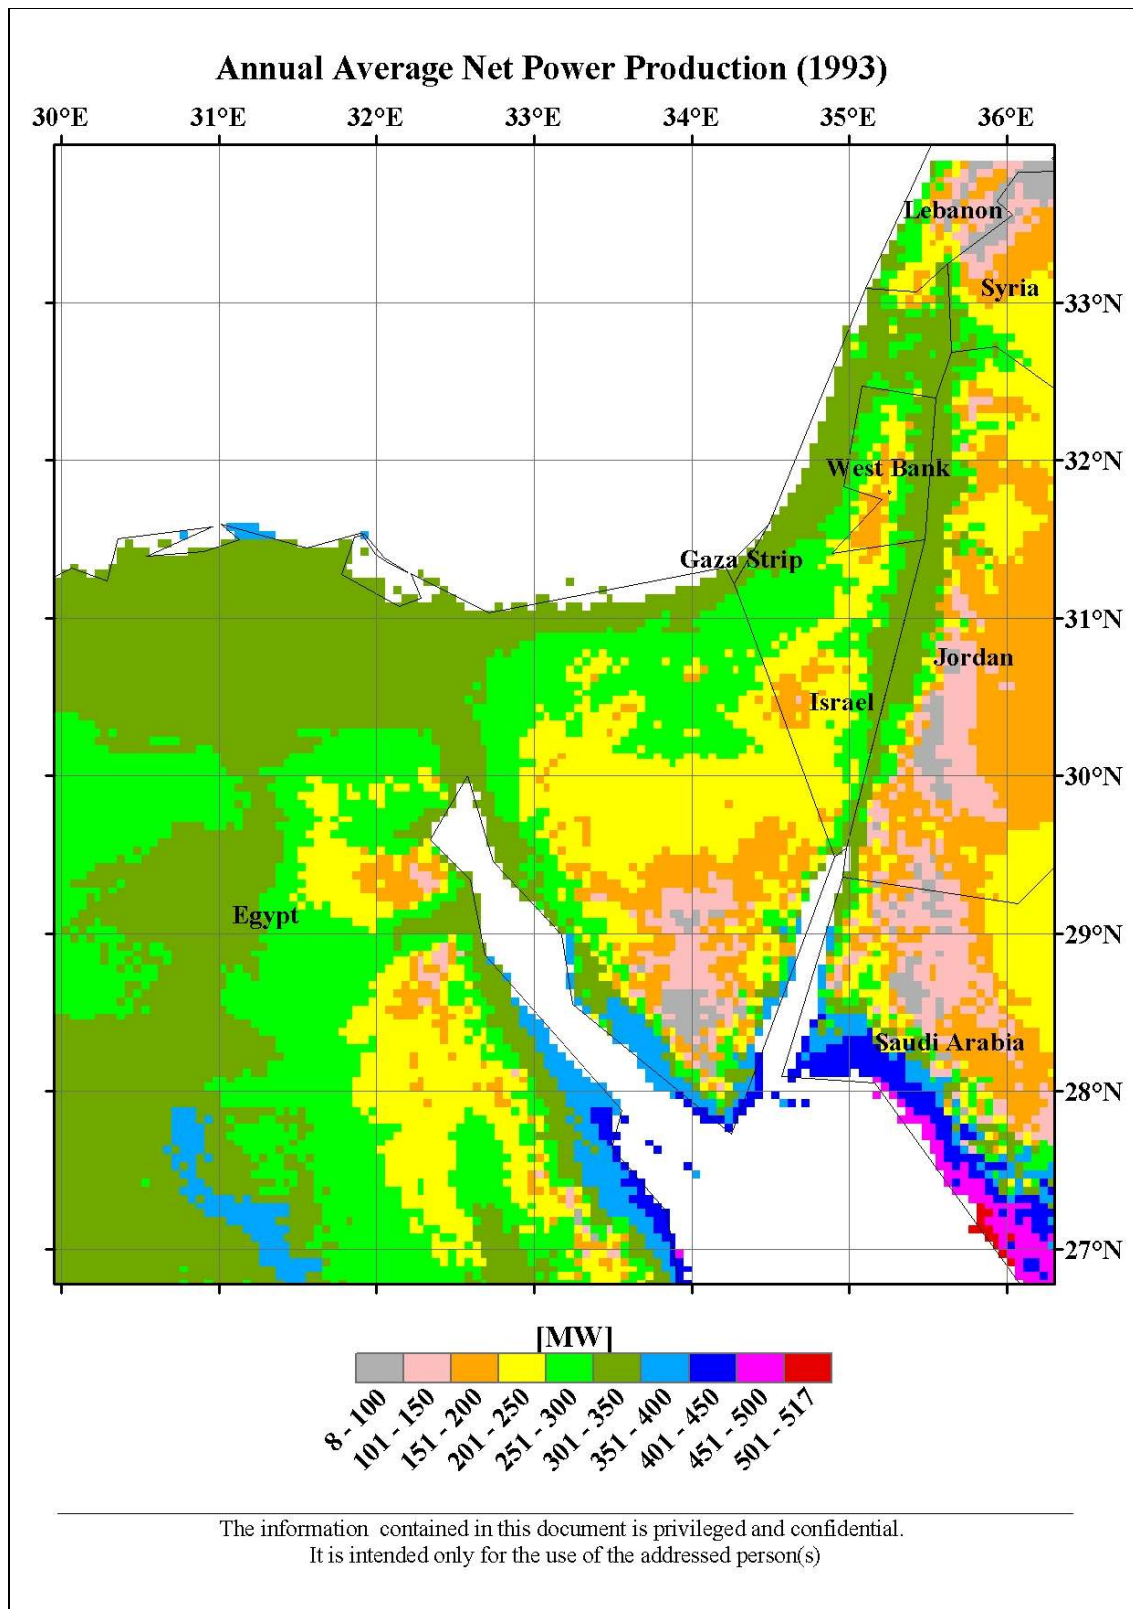 Annual Average Net Power Production (1993)
30°E 31°E 32°E 33°E 34°E 35°E 36°E
Lebanon
Syria
33°N
West Bank
32°N
Gaza Strip
31°N
Jordan
Israel
30°N
Egypt
29°N
Saudi Arabia
28°N
27°N
[MW]
8 - 100
101 - 150
151 - 200
201 - 250
251 - 300
301 - 350
351 - 400
401 - 450
451 - 500
501 - 517
The information contained in this document is privileged and confidential.
It is intended only for the use of the addressed person(s)